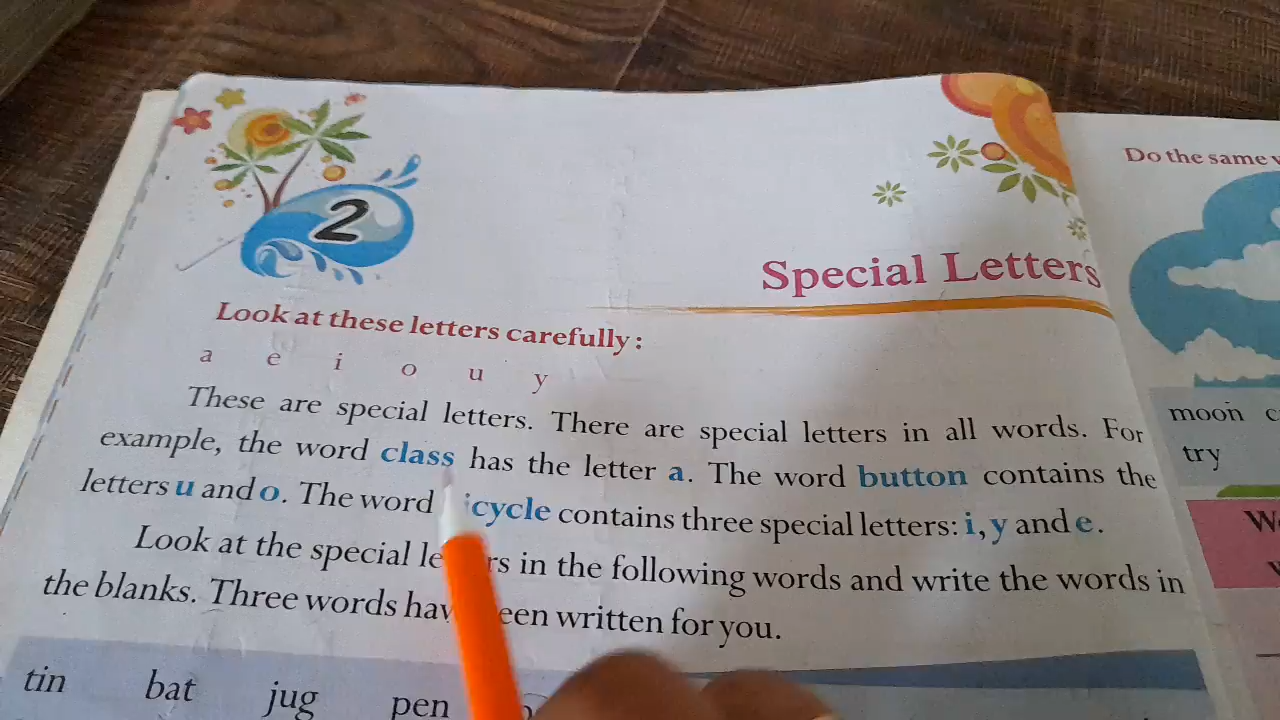 2
Special Letters
Look at these letters carefully:
a e i o u y
These are special letters. There are special letters in all words. For
example, the word class has the letter a. The word button contains the
letters u and o. The word icycle contains three special letters: i, y and e.
Look at the special le rs in the following words and write the words in
the blanks. Three words hav een written for you.
tin bat jug pen
Do the same
moon
try